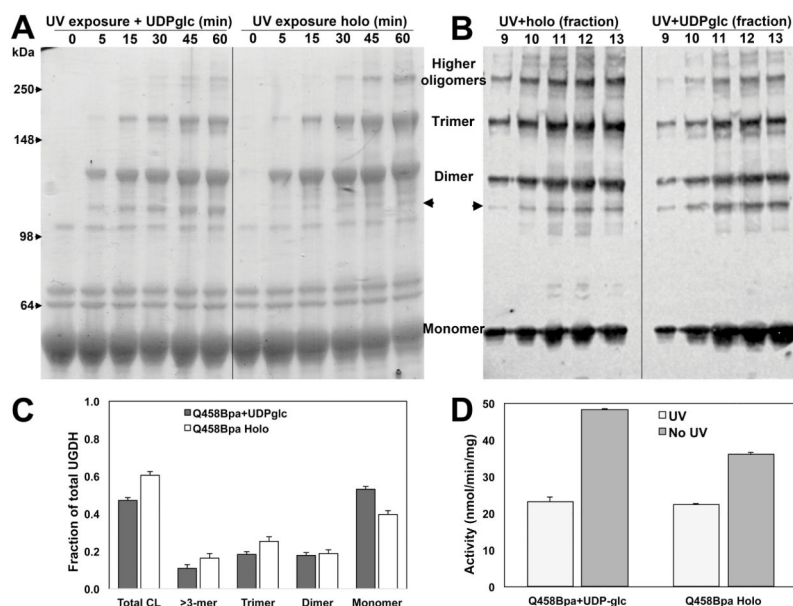 A
UV exposure + UDPglc (min)
UV exposure holo (min)
0 5 15 30 45 60
0 5 15 30 45 60
kDa
250
148
98
64
Higher
oligomers
Trimer
Dimer
Monomer
B
UV+holo (fraction)
UV+UDPglc (fraction)
9 10 11 12 13
9 10 11 12 13
C
Q458Bpa+UDPglc
Q458Bpa Holo
Fraction of total UGDH
1.0
0.8
0.6
0.4
0.2
0.0
Total CL >3-mer Trimer Dimer Monomer
D
UV
No UV
Activity (nmol/min/mg)
50
40
30
20
10
0
Q458Bpa+UDP-glc Q458Bpa Holo